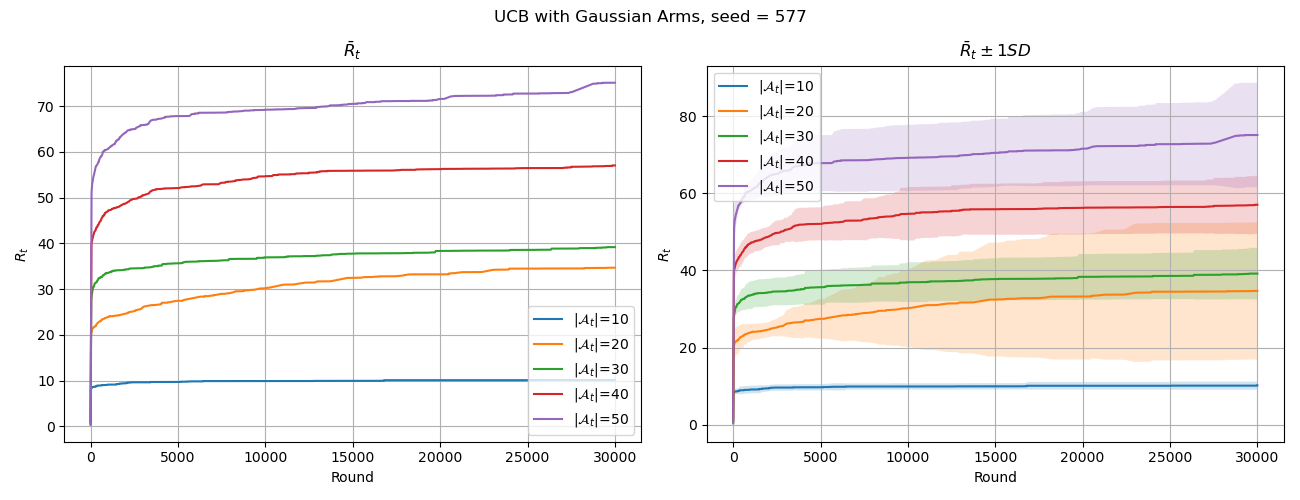 UCB with Gaussian Arms, seed = 577
R̄ₜ
Rₜ
70
60
50
40
30
20
10
0
|𝒜ₜ|=10
|𝒜ₜ|=20
|𝒜ₜ|=30
|𝒜ₜ|=40
|𝒜ₜ|=50
0 5000 10000 15000 20000 25000 30000
Round
R̄ₜ ± 1SD
Rₜ
80
60
40
20
0
|𝒜ₜ|=10
|𝒜ₜ|=20
|𝒜ₜ|=30
|𝒜ₜ|=40
|𝒜ₜ|=50
0 5000 10000 15000 20000 25000 30000
Round